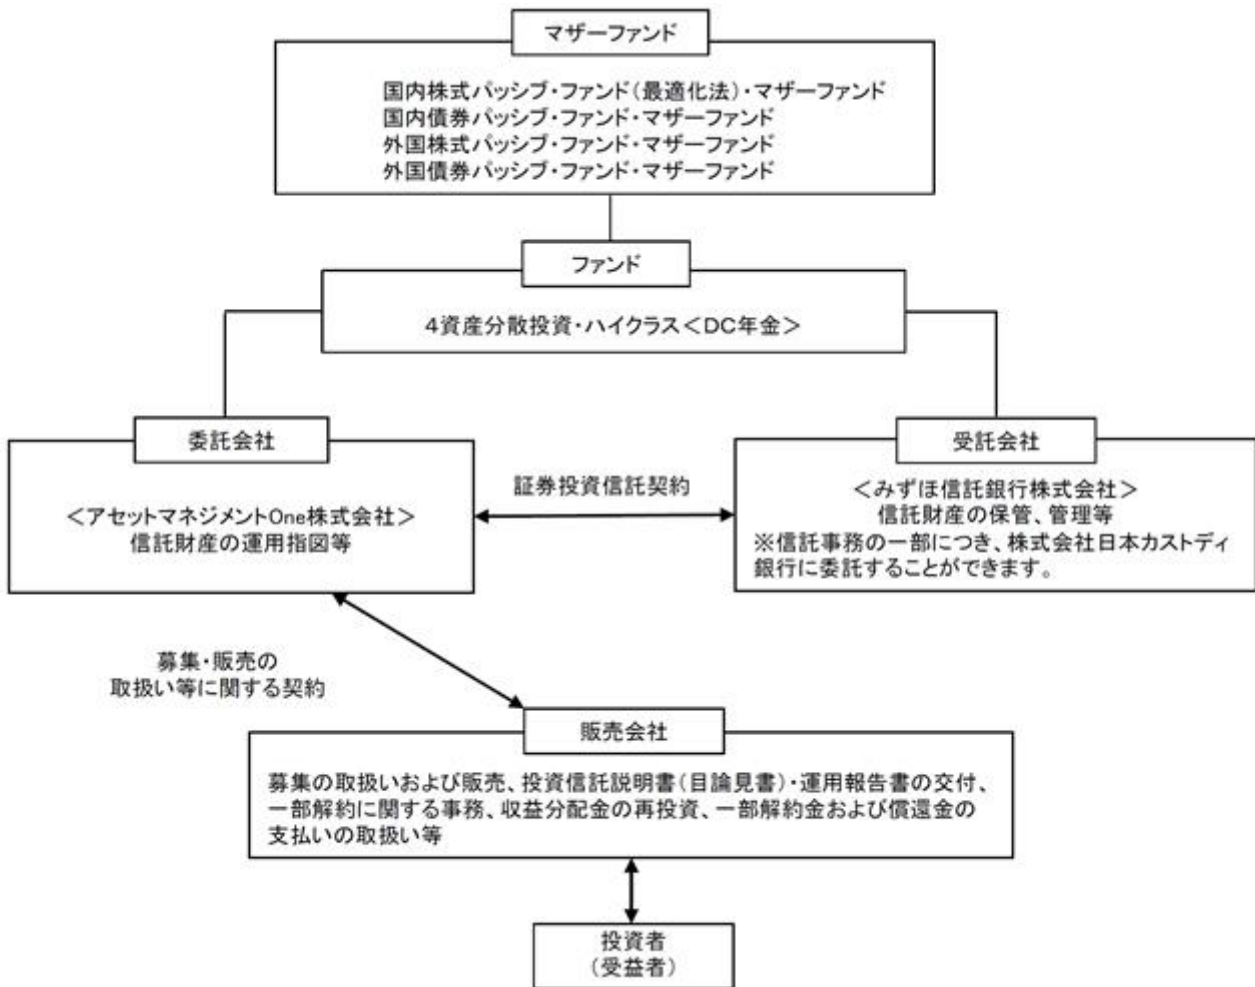 マザーファンド
国内株式パッシブ・ファンド（最適化法）・マザーファンド
国内債券パッシブ・ファンド・マザーファンド
外国株式パッシブ・ファンド・マザーファンド
外国債券パッシブ・ファンド・マザーファンド
ファンド
４資産分散投資・ハイクラス＜DC年金＞
委託会社
＜アセットマネジメントOne株式会社＞
信託財産の運用指図等
証券投資信託契約
受託会社
＜みずほ信託銀行株式会社＞
信託財産の保管、管理等
※信託事務の一部につき、株式会社日本カストディ
銀行に委託することができます。
募集・販売の
取扱い等に関する契約
販売会社
募集の取扱いおよび販売、投資信託説明書（目論見書）・運用報告書の交付、
一部解約に関する事務、収益分配金の再投資、一部解約金および償還金の
支払いの取扱い等
投資者
（受益者）